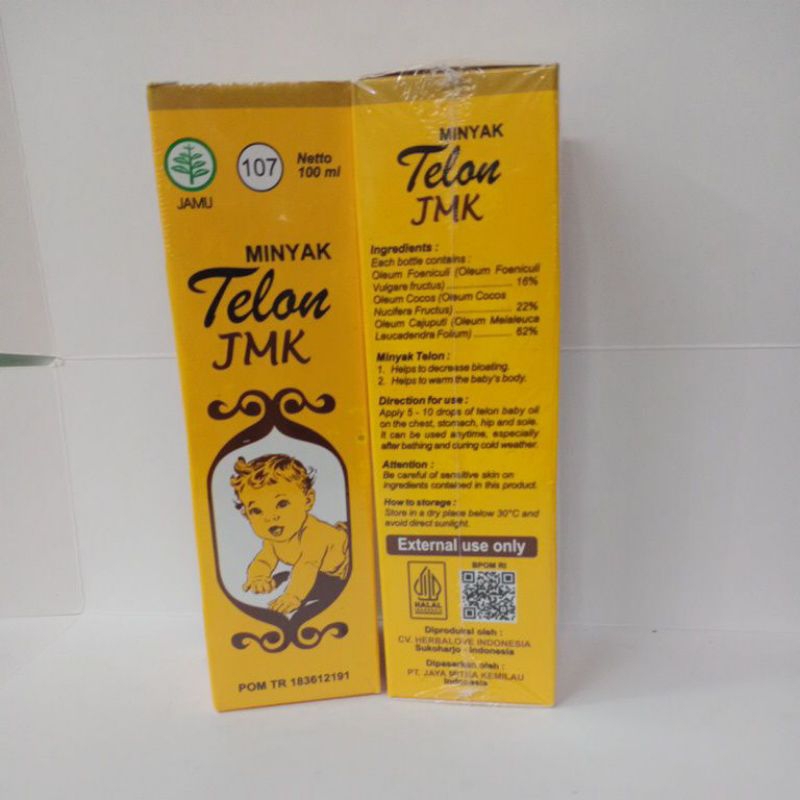 JAMU
107
Netto
100 ml
MINYAK
Telon
JMK
POM TR 183612191
MINYAK
Telon
JMK
Ingredients :
Each bottle contains :
Oleum Foeniculi (Oleum Foeniculi
Vulgare fructus) .................. 16%
Oleum Cocos (Oleum Cocos
Nucifera Fructus) .................. 22%
Oleum Cajuputi (Oleum Melaleuca
Leucadendra Folium) ........... 62%
Minyak Telon :
1. Helps to decrease bloating.
2. Helps to warm the baby's body.
Direction for use :
Apply 5 - 10 drops of telon baby oil
on the chest, stomach, hip and sole.
It can be used anytime, especially
after bathing and curing cold weather.
Attention :
Be careful of sensitive skin on
ingredients contained in this product.
How to storage :
Store in a dry place below 30°C and
avoid direct sunlight.
External use only
BPOM RI
HALAL
INDONESIA
Diproduksi oleh :
CV. HERBALOVE INDONESIA
Sukoharjo - Indonesia
Dipasarkan oleh :
PT. JAYA MITRA KEMILAU
Indonesia